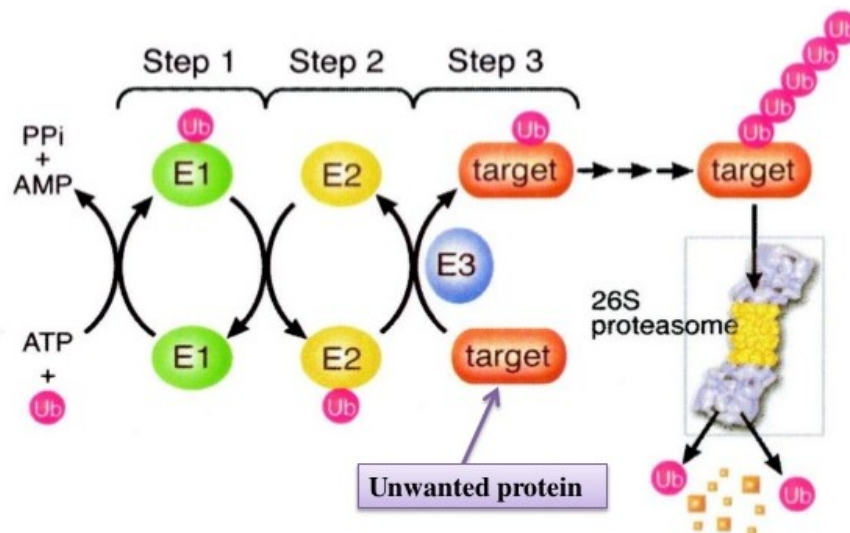 Step 1 Step 2 Step 3
Ub
Ub
Ub
Ub
Ub
Ub
Ub
PPi
+
AMP
E1
E2
target
target
E3
26S
proteasome
ATP
+
Ub
E1
E2
Ub
target
Unwanted protein
Ub
Ub